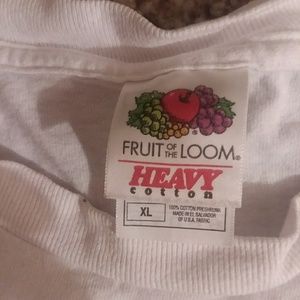 FRUIT OF THE LOOM®
HEAVY
cotton
XL
100% COTTON PRESHRUNK
MADE IN EL SALVADOR
OF U.S.A. FABRIC